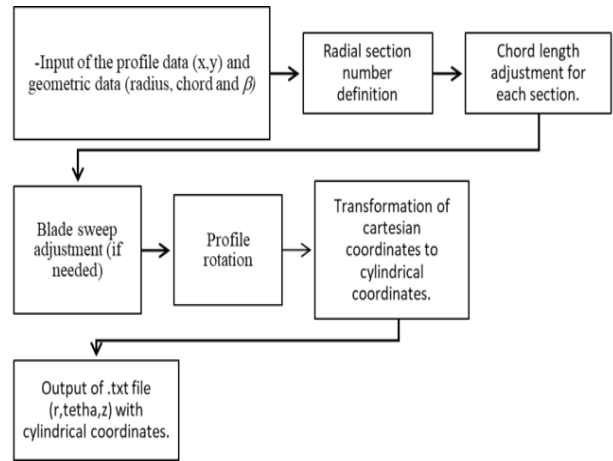 -Input of the profile data (x,y) and
geometric data (radius, chord and β)
Radial section
number
definition
Chord length
adjustment for
each section.
Blade sweep
adjustment (if
needed)
Profile
rotation
Transformation of
cartesian
coordinates to
cylindrical
coordinates.
Output of .txt file
(r,tetha,z) with
cylindrical coordinates.